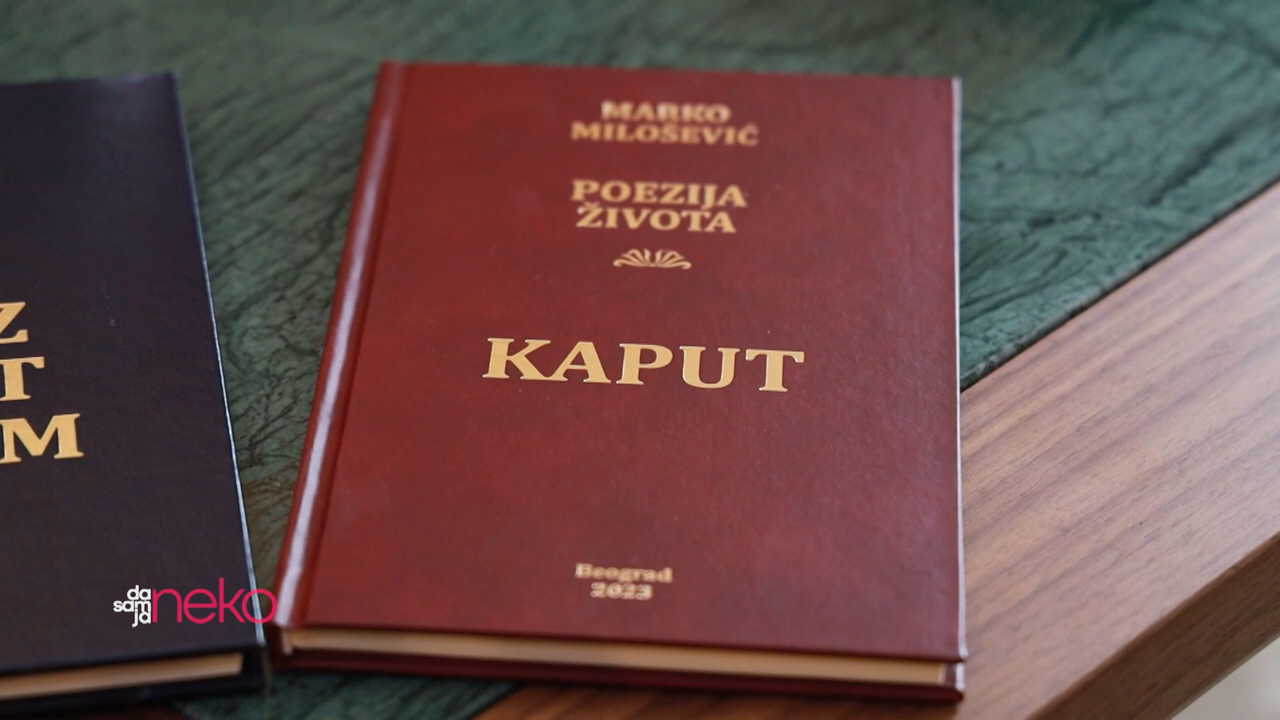 MARKO
MILOŠEVIĆ
POEZIJA
ŽIVOTA
KAPUT
Beograd
2023
Z
T
M
da
sam
ja
neko